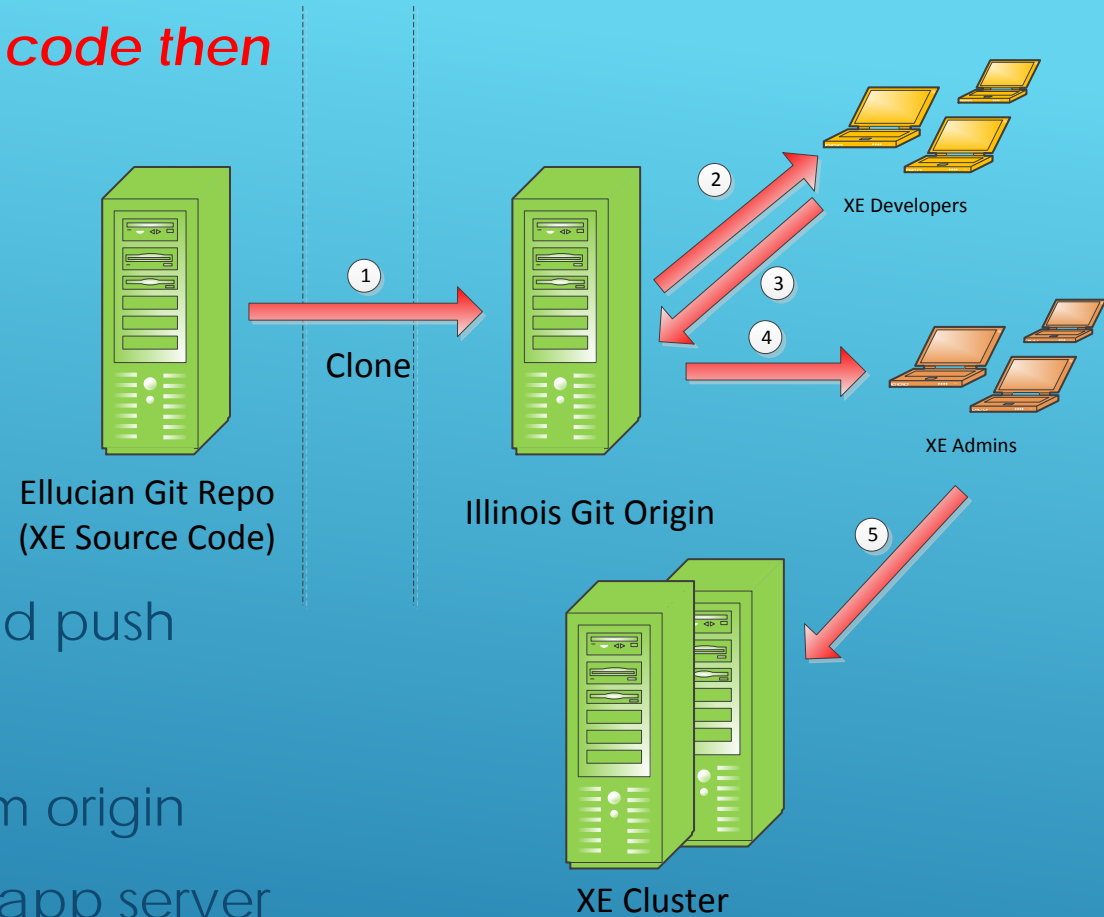 code then
2
XE Developers
1
3
4
Clone
XE Admins
Ellucian Git Repo
(XE Source Code)
Illinois Git Origin
5
d push
m origin
app server
XE Cluster